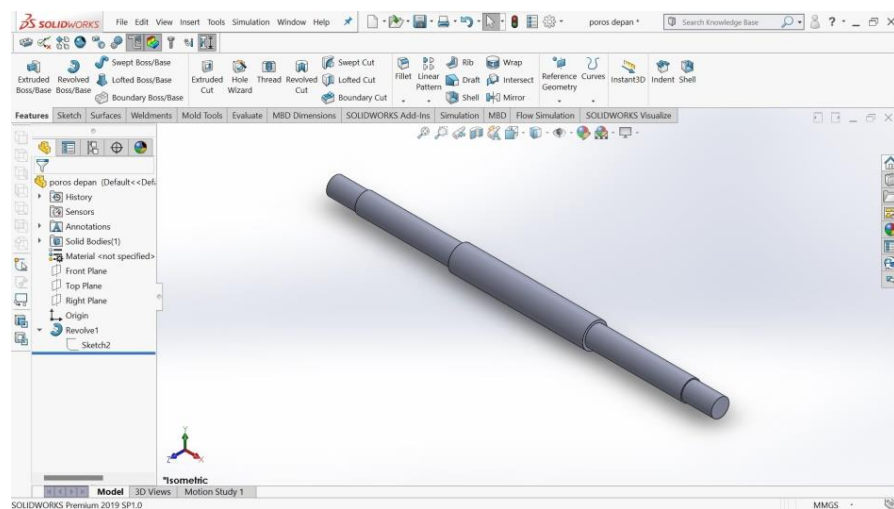 SOLIDWORKS File Edit View Insert Tools Simulation Window Help poros depan * Search Knowledge Base
Extruded Boss/Base
Revolved Boss/Base
Swept Boss/Base
Lofted Boss/Base
Boundary Boss/Base
Extruded Cut
Hole Wizard
Thread
Revolved Cut
Swept Cut
Lofted Cut
Boundary Cut
Fillet
Linear Pattern
Rib
Draft
Shell
Wrap
Intersect
Mirror
Reference Geometry
Curves
Instant3D
Indent
Shell
Features Sketch Surfaces Weldments Mold Tools Evaluate MBD Dimensions SOLIDWORKS Add-Ins Simulation MBD Flow Simulation SOLIDWORKS Visualize
poros depan (Default<<Def
History
Sensors
Annotations
Solid Bodies(1)
Material <not specified>
Front Plane
Top Plane
Right Plane
Origin
Revolve1
Sketch2
Y
Z
X
*Isometric
Model 3D Views Motion Study 1
SOLIDWORKS Premium 2019 SP1.0 MMGS